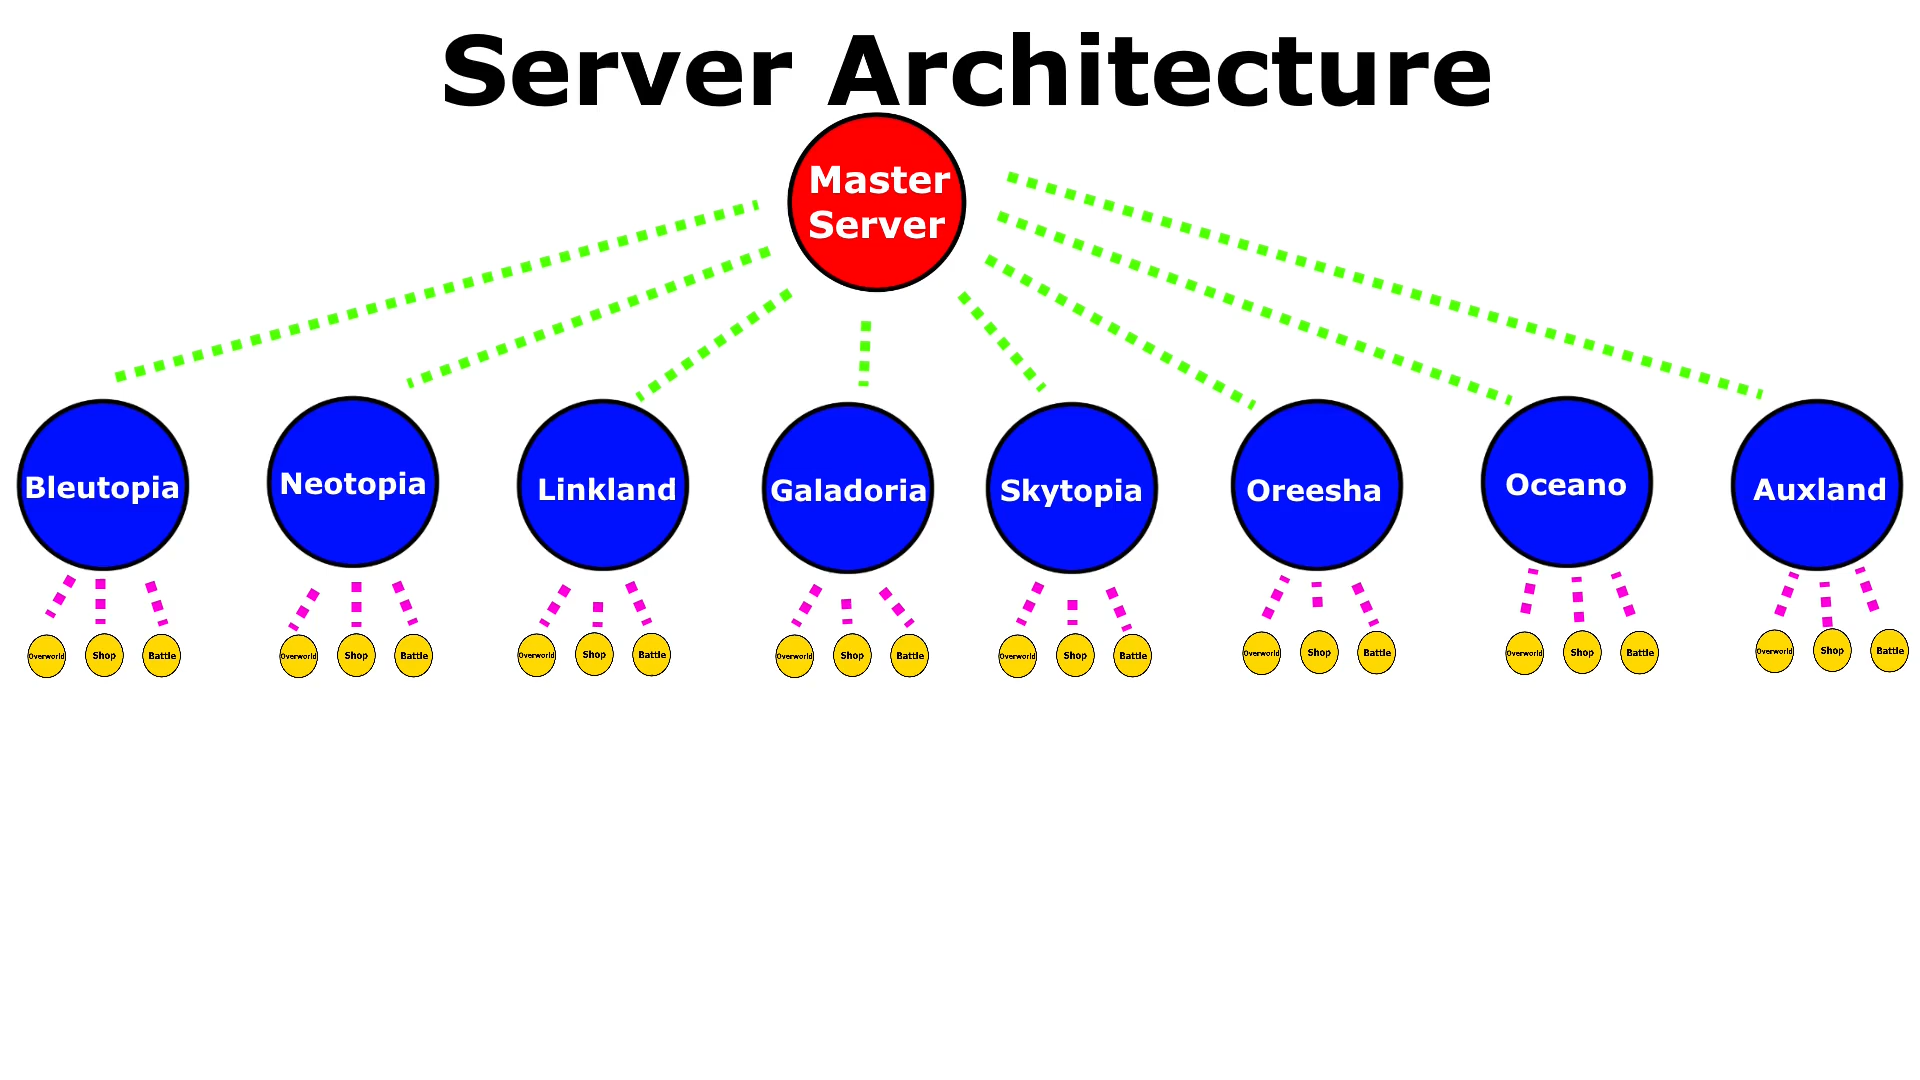 Server Architecture
Master
Server
Bleutopia
Neotopia
Linkland
Galadoria
Skytopia
Oreesha
Oceano
Auxland
Overworld
Shop
Battle
Overworld
Shop
Battle
Overworld
Shop
Battle
Overworld
Shop
Battle
Overworld
Shop
Battle
Overworld
Shop
Battle
Overworld
Shop
Battle
Overworld
Shop
Battle